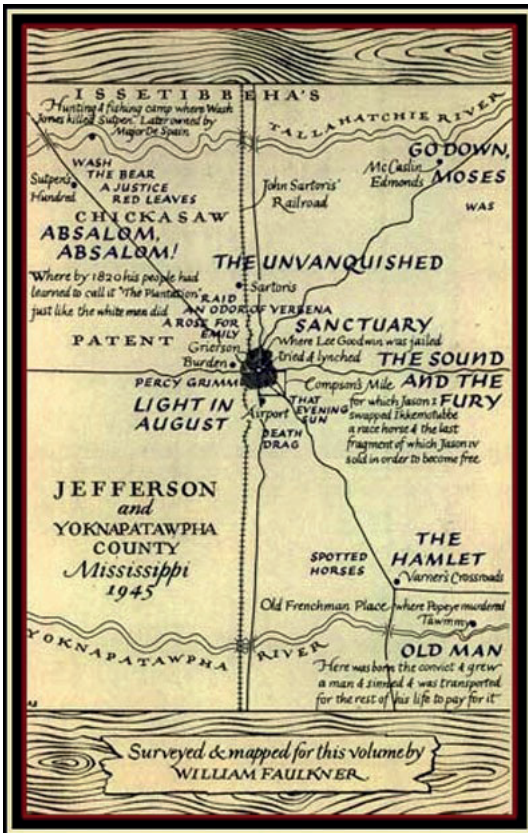 ISSETIBBEHA'S
Hunting & fishing camp where Wash
Jones killed Sutpen. Later owned by
Major De Spain
TALLAHATCHIE RIVER
GO DOWN,
MOSES
McCaslin
Edmonds
WAS
WASH
THE BEAR
A JUSTICE
RED LEAVES
Sutpen's
Hundred
John Sartoris'
Railroad
CHICKASAW
ABSALOM,
ABSALOM!
THE UNVANQUISHED
Where by 1820 his people had
learned to call it "The Plantation"
just like the white men did
Sartoris
RAID
AN ODOR OF VERBENA
A ROSE FOR
EMILY
PATENT
Grierson
Burden
SANCTUARY
where Lee Goodwin was jailed
tried & lynched
PERCY GRIMM
LIGHT IN
AUGUST
Airport
THAT
EVENING
SUN
DEATH
DRAG
THE SOUND
AND THE
FURY
Compson's Mile
for which Jason I
swapped Ikkemotubbe
a race horse & the last
fragment of which Jason IV
sold in order to become free
JEFFERSON
and
YOKNAPATAWPHA
COUNTY
Mississippi
1945
SPOTTED
HORSES
THE
HAMLET
Varner's Crossroads
Old Frenchman Place, where Popeye murdered
Tawmmy
YOKNAPATAWPHA RIVER
OLD MAN
Here was born the convict & grew
a man & sinned & was transported
for the rest of his life to pay for it
Surveyed & mapped for this volume by
WILLIAM FAULKNER